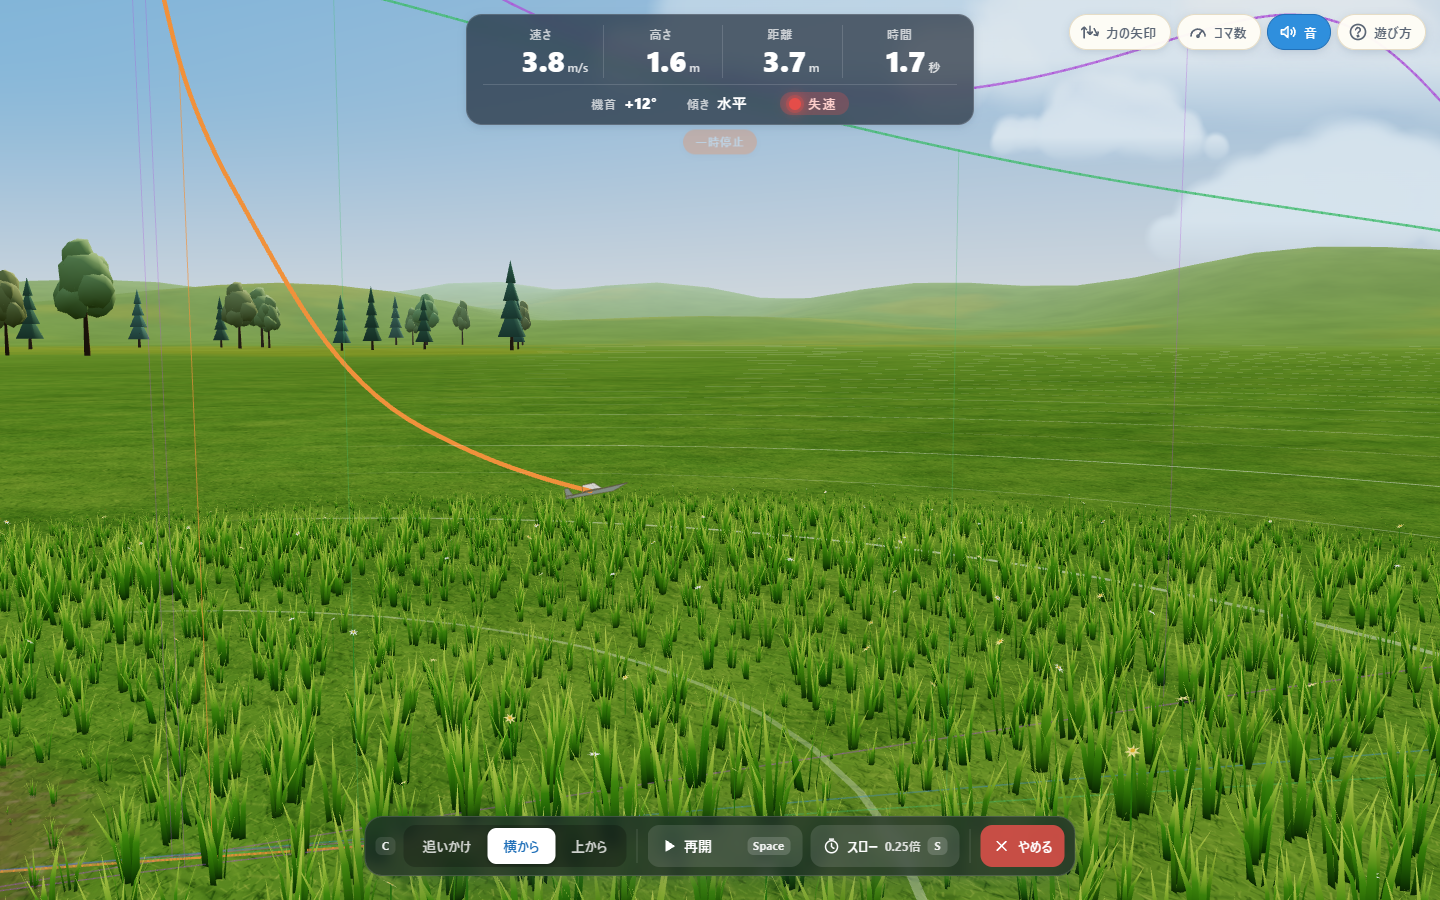 速さ 高さ 距離 時間
3.8 m/s 1.6 m 3.7 m 1.7 秒
機首 +12° 傾き 水平 失速
一時停止
力の矢印 コマ数 音 遊び方
C 追いかけ 横から 上から 再開 Space スロー 0.25倍 S やめる